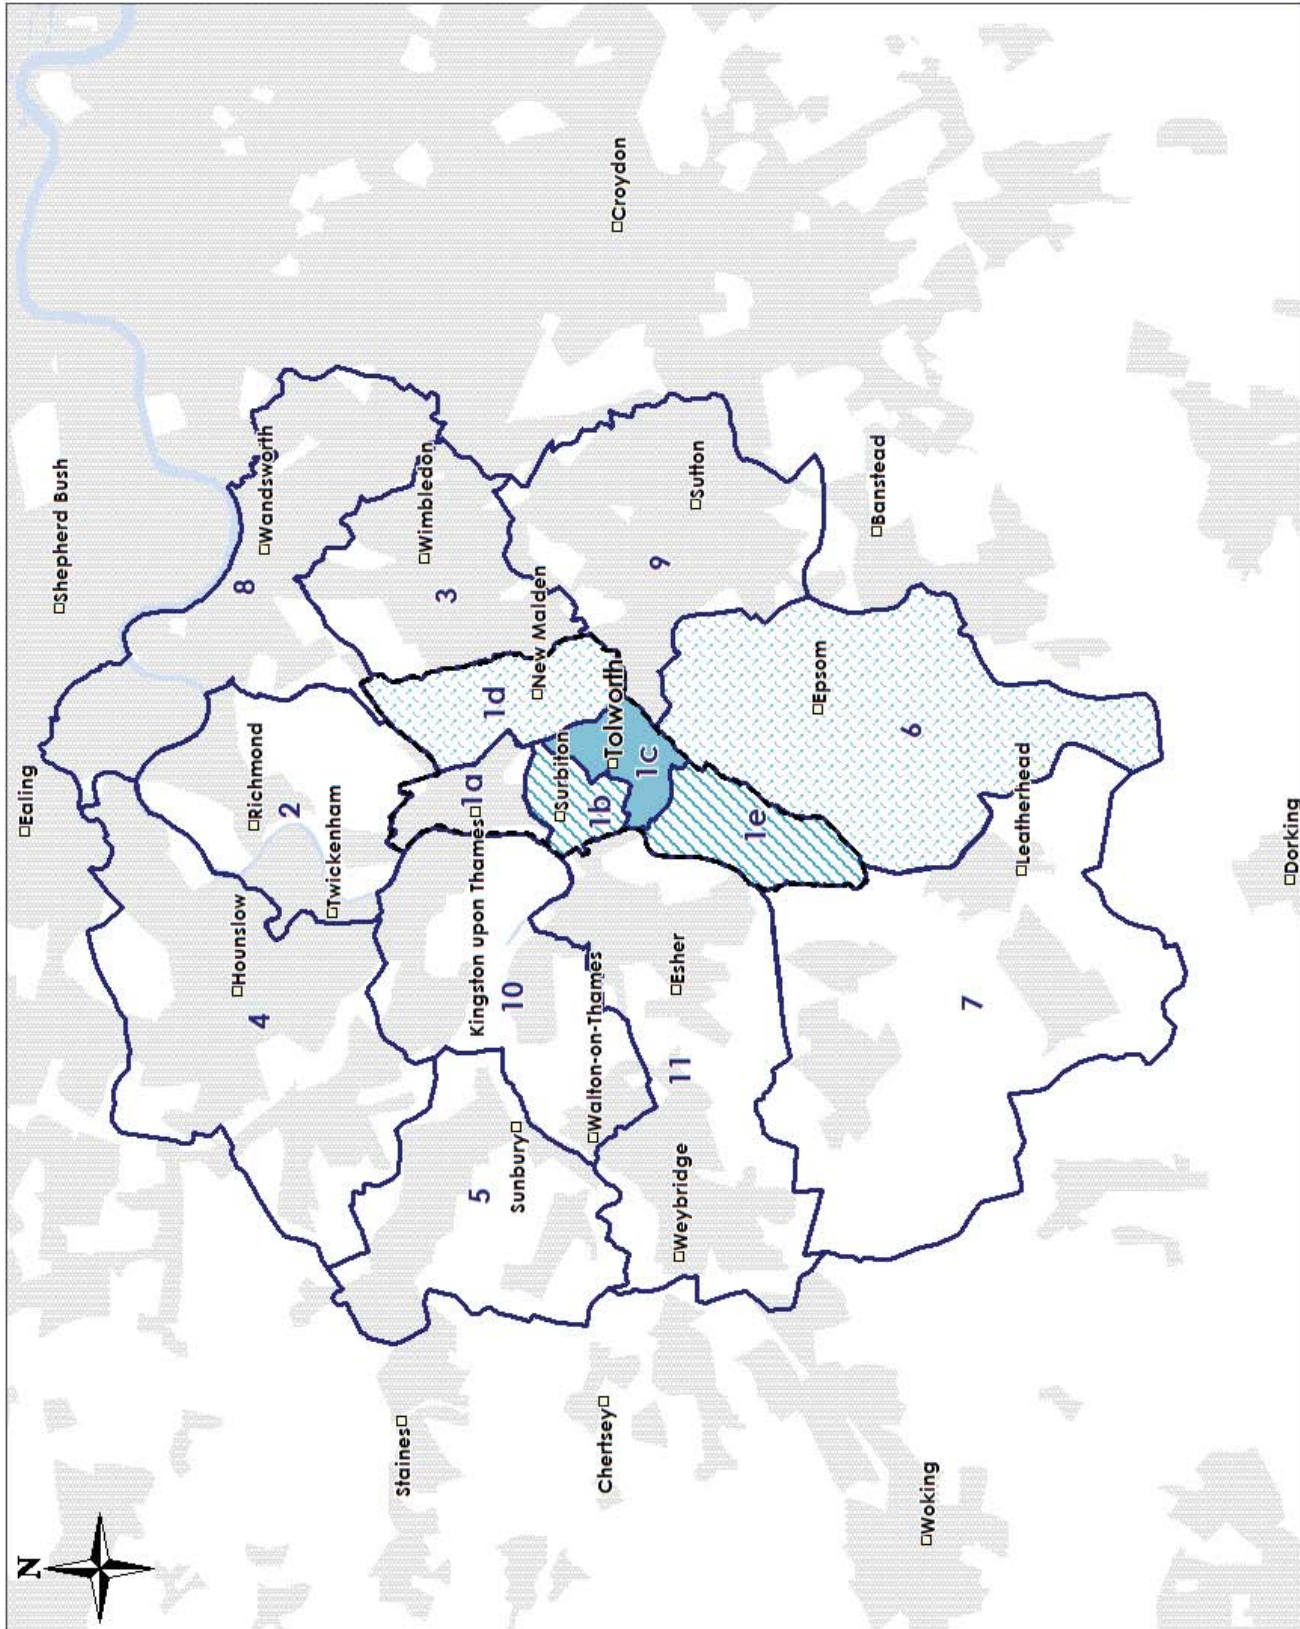 N
Ealing
Shepherd Bush
Hounslow
4
Richmond
2
Twickenham
8
Wandsworth
Wimbledon
3
Staines
5
Sunbury
Kingston upon Thames
10
1a
1d
New Malden
Surbiton
1b
Tolworth
1c
Croydon
Chertsey
Walton-on-Thames
Weybridge
11
Esher
1e
9
Sutton
Epsom
6
Banstead
Woking
7
Leatherhead
Dorking